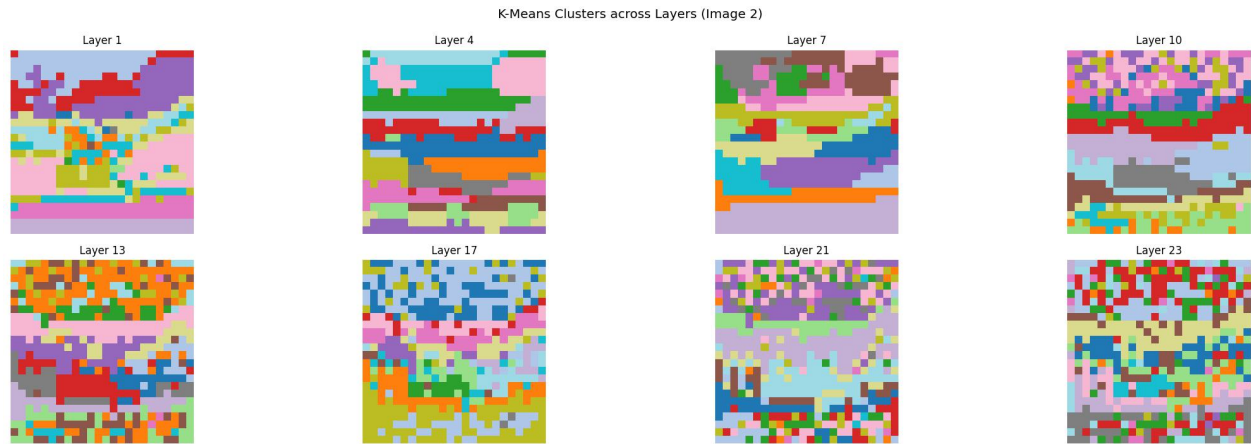 K-Means Clusters across Layers (Image 2)
Layer 1
Layer 4
Layer 7
Layer 10
Layer 13
Layer 17
Layer 21
Layer 23